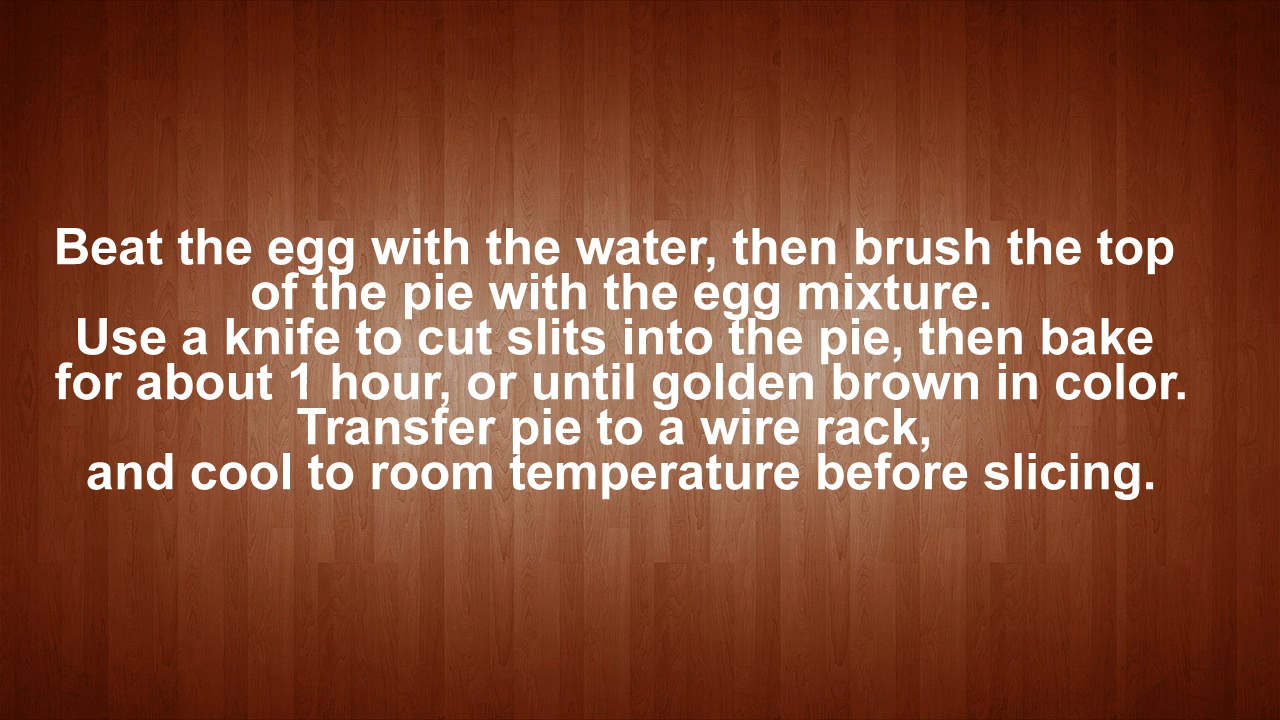 Beat the egg with the water, then brush the top
of the pie with the egg mixture.
Use a knife to cut slits into the pie, then bake
for about 1 hour, or until golden brown in color.
Transfer pie to a wire rack,
and cool to room temperature before slicing.